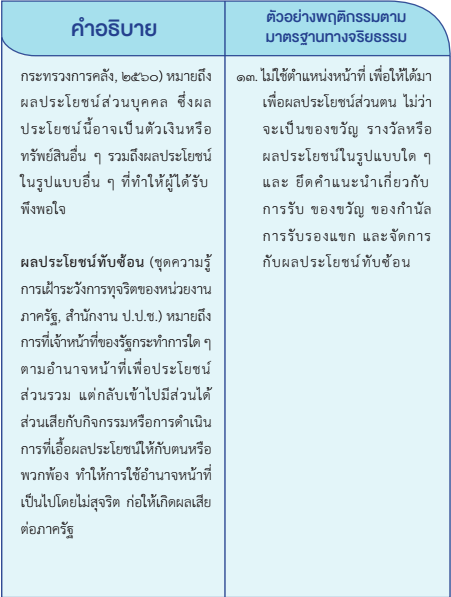 คำอธิบาย
ตัวอย่างพฤติกรรมตาม
มาตรฐานทางจริยธรรม
กระทรวงการคลัง, ๒๕๖๐) หมายถึง
ผลประโยชน์ส่วนบุคคล ซึ่งผล
ประโยชน์นี้อาจเป็นตัวเงินหรือ
ทรัพย์สินอื่น ๆ รวมถึงผลประโยชน์
ในรูปแบบอื่น ๆ ที่ทำให้ผู้ได้รับ
พึงพอใจ
ผลประโยชน์ทับซ้อน (ชุดความรู้
การเฝ้าระวังการทุจริตของหน่วยงาน
ภาครัฐ, สำนักงาน ป.ป.ช.) หมายถึง
การที่เจ้าหน้าที่ของรัฐกระทำการใด ๆ
ตามอำนาจหน้าที่เพื่อประโยชน์
ส่วนรวม แต่กลับเข้าไปมีส่วนได้
ส่วนเสียกับกิจกรรมหรือการดำเนิน
การที่เอื้อผลประโยชน์ให้กับตนหรือ
พวกพ้อง ทำให้การใช้อำนาจหน้าที่
เป็นไปโดยไม่สุจริต ก่อให้เกิดผลเสีย
ต่อภาครัฐ
๑๓. ไม่ใช้ตำแหน่งหน้าที่ เพื่อให้ได้มา
เพื่อผลประโยชน์ส่วนตน ไม่ว่า
จะเป็นของขวัญ รางวัลหรือ
ผลประโยชน์ในรูปแบบใด ๆ
และ ยึดคำแนะนำเกี่ยวกับ
การรับ ของขวัญ ของกำนัล
การรับรองแขก และจัดการ
กับผลประโยชน์ทับซ้อน